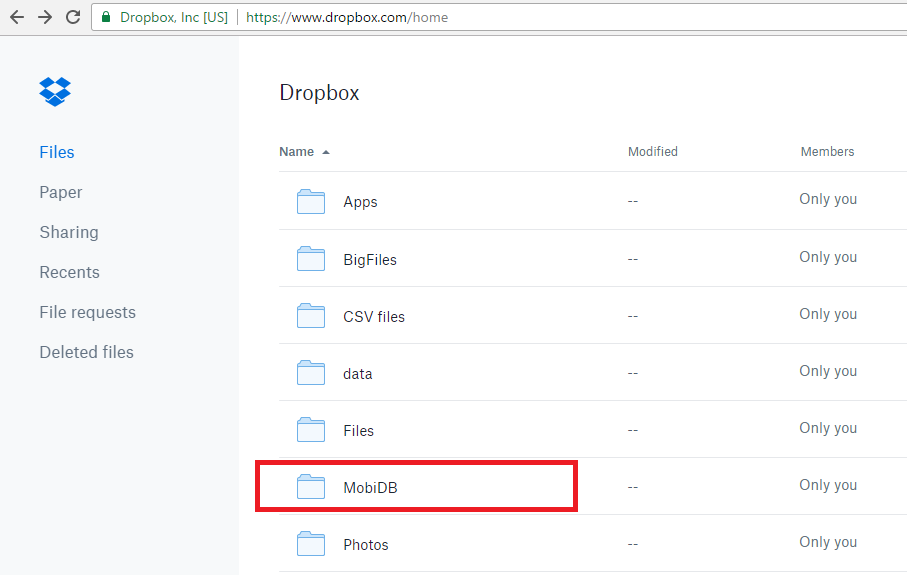 Dropbox, Inc [US] | https://www.dropbox.com/home
Dropbox
Files
Paper
Sharing
Recents
File requests
Deleted files
Name Modified Members
Apps -- Only you
BigFiles -- Only you
CSV files -- Only you
data -- Only you
Files -- Only you
MobiDB -- Only you
Photos -- Only you